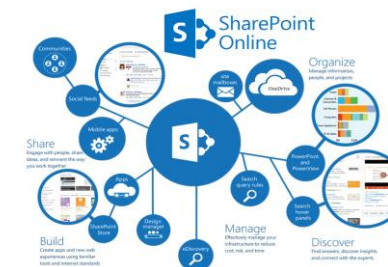 S
SharePoint
Online
Communities
Social feeds
Mobile apps
site
mailboxes
OneDrive
Organize
Manage information,
people, and projects
Share
Engage with people, share
ideas, and reinvent the way
you work together
S
PowerPivot
and
PowerView
Apps
Search
query rules
SharePoint
Store
Design
manager
Search
hover
panels
eDiscovery
Build
Create apps and new web
experiences using familiar
tools and internet standards
Manage
Effectively manage your
infrastructure to reduce
cost, risk, and time
Discover
Find answers, discover insights,
and connect with the experts